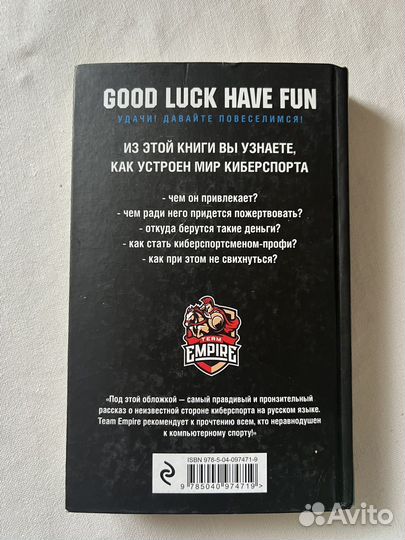 GOOD LUCK HAVE FUN
УДАЧИ! ДАВАЙТЕ ПОВЕСЕЛИМСЯ!
ИЗ ЭТОЙ КНИГИ ВЫ УЗНАЕТЕ,
КАК УСТРОЕН МИР КИБЕРСПОРТА
- чем он привлекает?
- чем ради него придется пожертвовать?
- откуда берутся такие деньги?
- как стать киберспортсменом-профи?
- как при этом не свихнуться?
TEAM
EMPIRE
«Под этой обложкой — самый правдивый и пронзительный
рассказ о неизвестной стороне киберспорта на русском языке.
Team Empire рекомендует к прочтению всем, кто неравнодушен
к компьютерному спорту!»
ISBN 978-5-04-097471-9
9 785040 974719 >
Avito